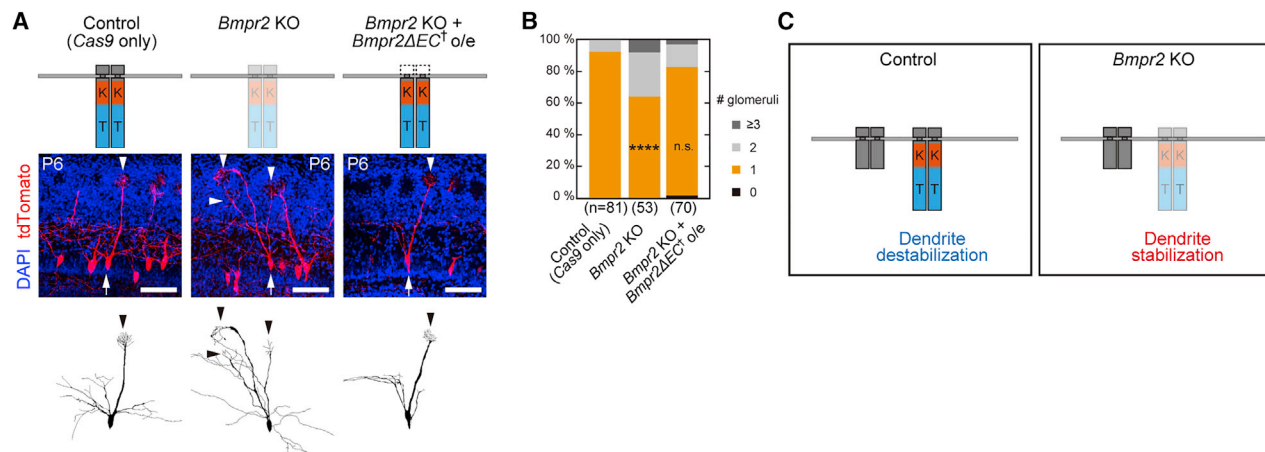 A
Control
(Cas9 only)
Bmpr2 KO
Bmpr2 KO +
Bmpr2ΔEC† o/e
K K
T T
K K
T T
K K
T T
DAPI tdTomato
P6
P6
P6
B
100 %
80 %
60 %
40 %
20 %
0 %
****
n.s.
# glomeruli
≥3
2
1
0
(n=81)
(53)
(70)
Control
(Cas9 only)
Bmpr2 KO
Bmpr2 KO +
Bmpr2ΔEC† o/e
C
Control
K K
T T
Dendrite
destabilization
Bmpr2 KO
K K
T T
Dendrite
stabilization